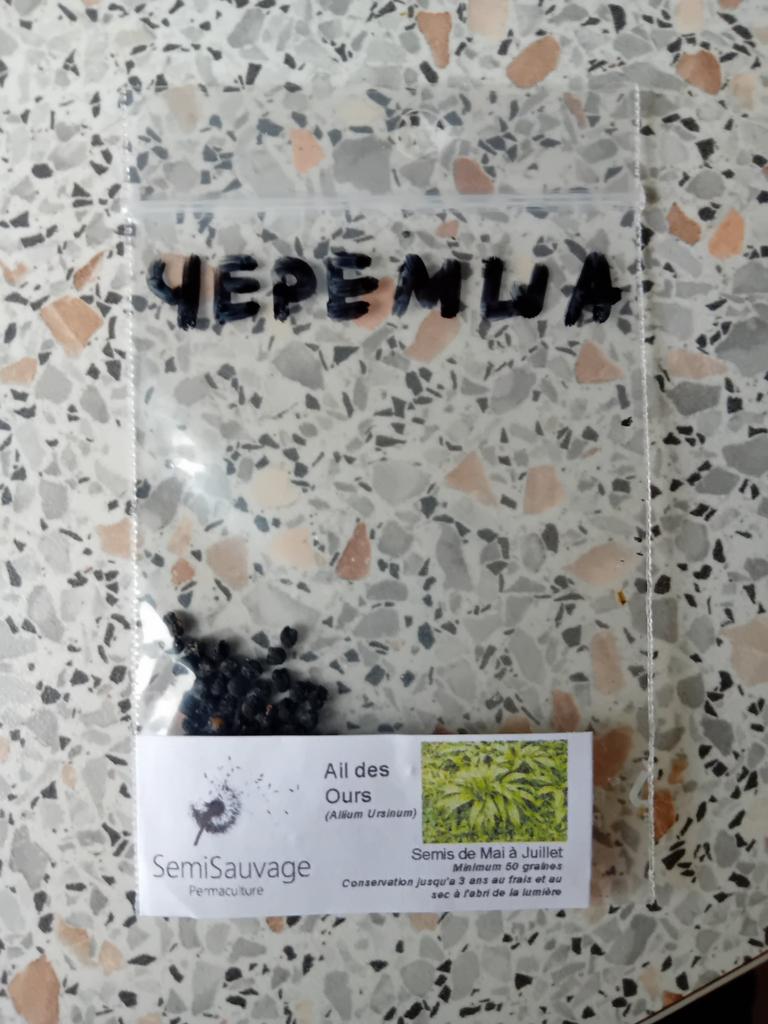 ЧЕРЕМША
Ail des
Ours
(Allium Ursinum)
SemiSauvage
Permaculture
Semis de Mai à Juillet
Minimum 50 graines
Conservation jusqu'a 3 ans au frais et au
sec à l'abri de la lumière